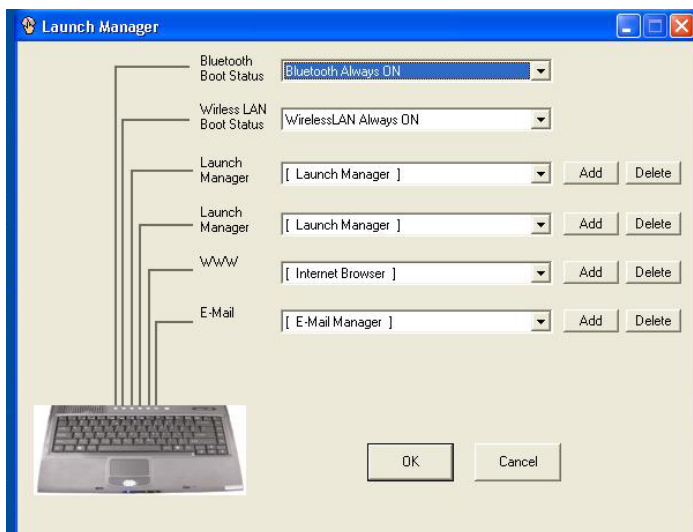 Launch Manager
Bluetooth
Boot Status
Bluetooth Always ON
Wirless LAN
Boot Status
WirelessLAN Always ON
Launch
Manager
[ Launch Manager ]
Add
Delete
Launch
Manager
[ Launch Manager ]
Add
Delete
WWW
[ Internet Browser ]
Add
Delete
E-Mail
[ E-Mail Manager ]
Add
Delete
OK
Cancel